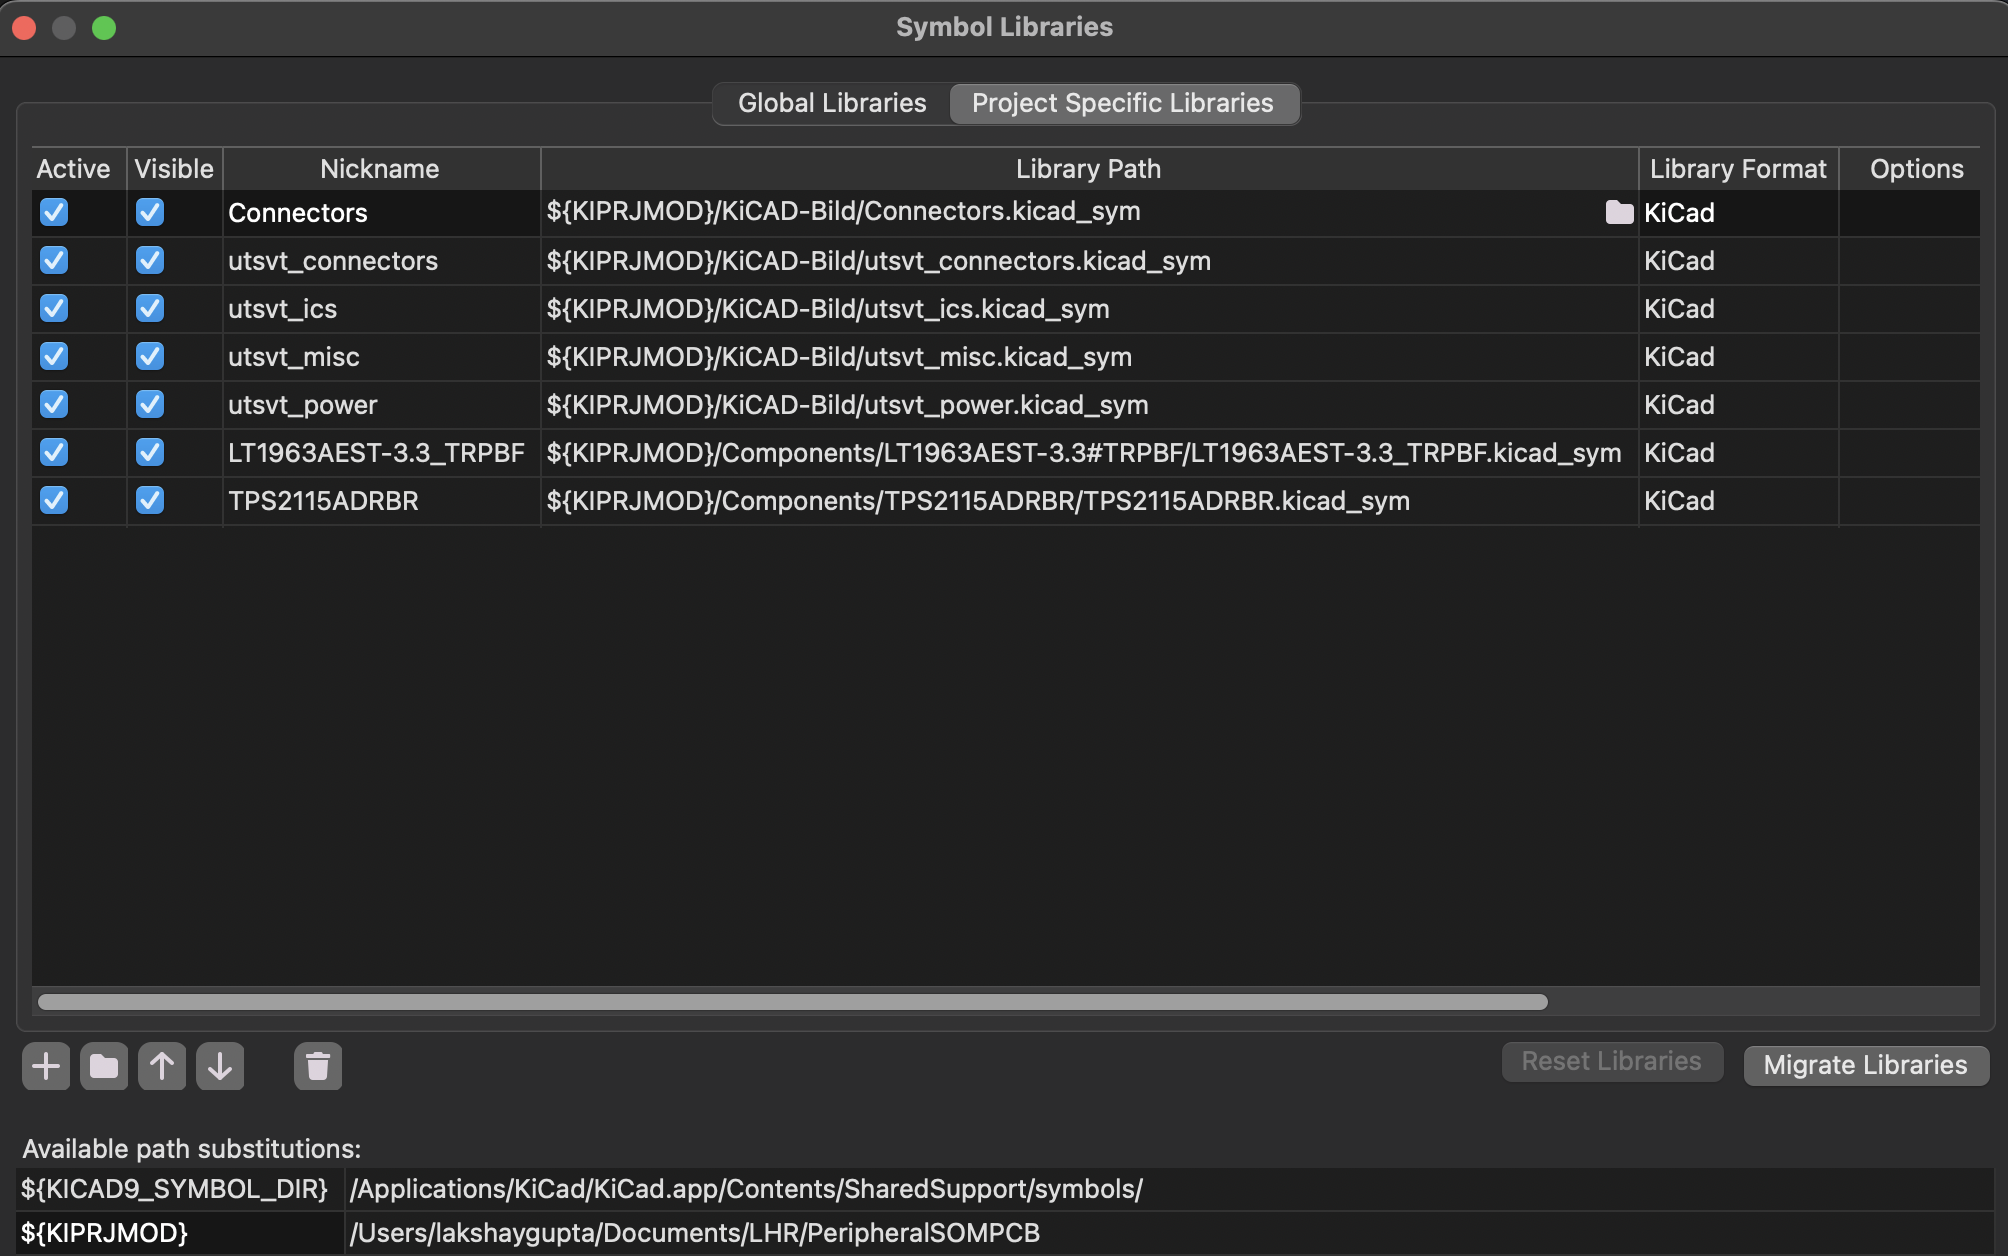 Symbol Libraries
Global Libraries Project Specific Libraries
Active Visible Nickname Library Path Library Format Options
Connectors ${KIPRJMOD}/KiCAD-Bild/Connectors.kicad_sym KiCad
utsvt_connectors ${KIPRJMOD}/KiCAD-Bild/utsvt_connectors.kicad_sym KiCad
utsvt_ics ${KIPRJMOD}/KiCAD-Bild/utsvt_ics.kicad_sym KiCad
utsvt_misc ${KIPRJMOD}/KiCAD-Bild/utsvt_misc.kicad_sym KiCad
utsvt_power ${KIPRJMOD}/KiCAD-Bild/utsvt_power.kicad_sym KiCad
LT1963AEST-3.3_TRPBF ${KIPRJMOD}/Components/LT1963AEST-3.3#TRPBF/LT1963AEST-3.3_TRPBF.kicad_sym KiCad
TPS2115ADRBR ${KIPRJMOD}/Components/TPS2115ADRBR/TPS2115ADRBR.kicad_sym KiCad
Reset Libraries Migrate Libraries
Available path substitutions:
${KICAD9_SYMBOL_DIR} /Applications/KiCad/KiCad.app/Contents/SharedSupport/symbols/
${KIPRJMOD} /Users/lakshaygupta/Documents/LHR/PeripheralSOMPCB